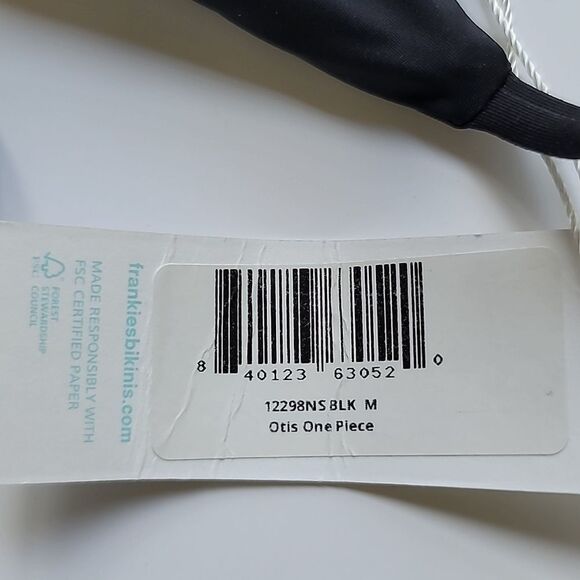 frankiesbikinis.com
MADE RESPONSIBLY WITH
FSC CERTIFIED PAPER
FSC
FOREST
STEWARDSHIP
COUNCIL
8 40123 63052 0
12298NS BLK M
Otis One Piece